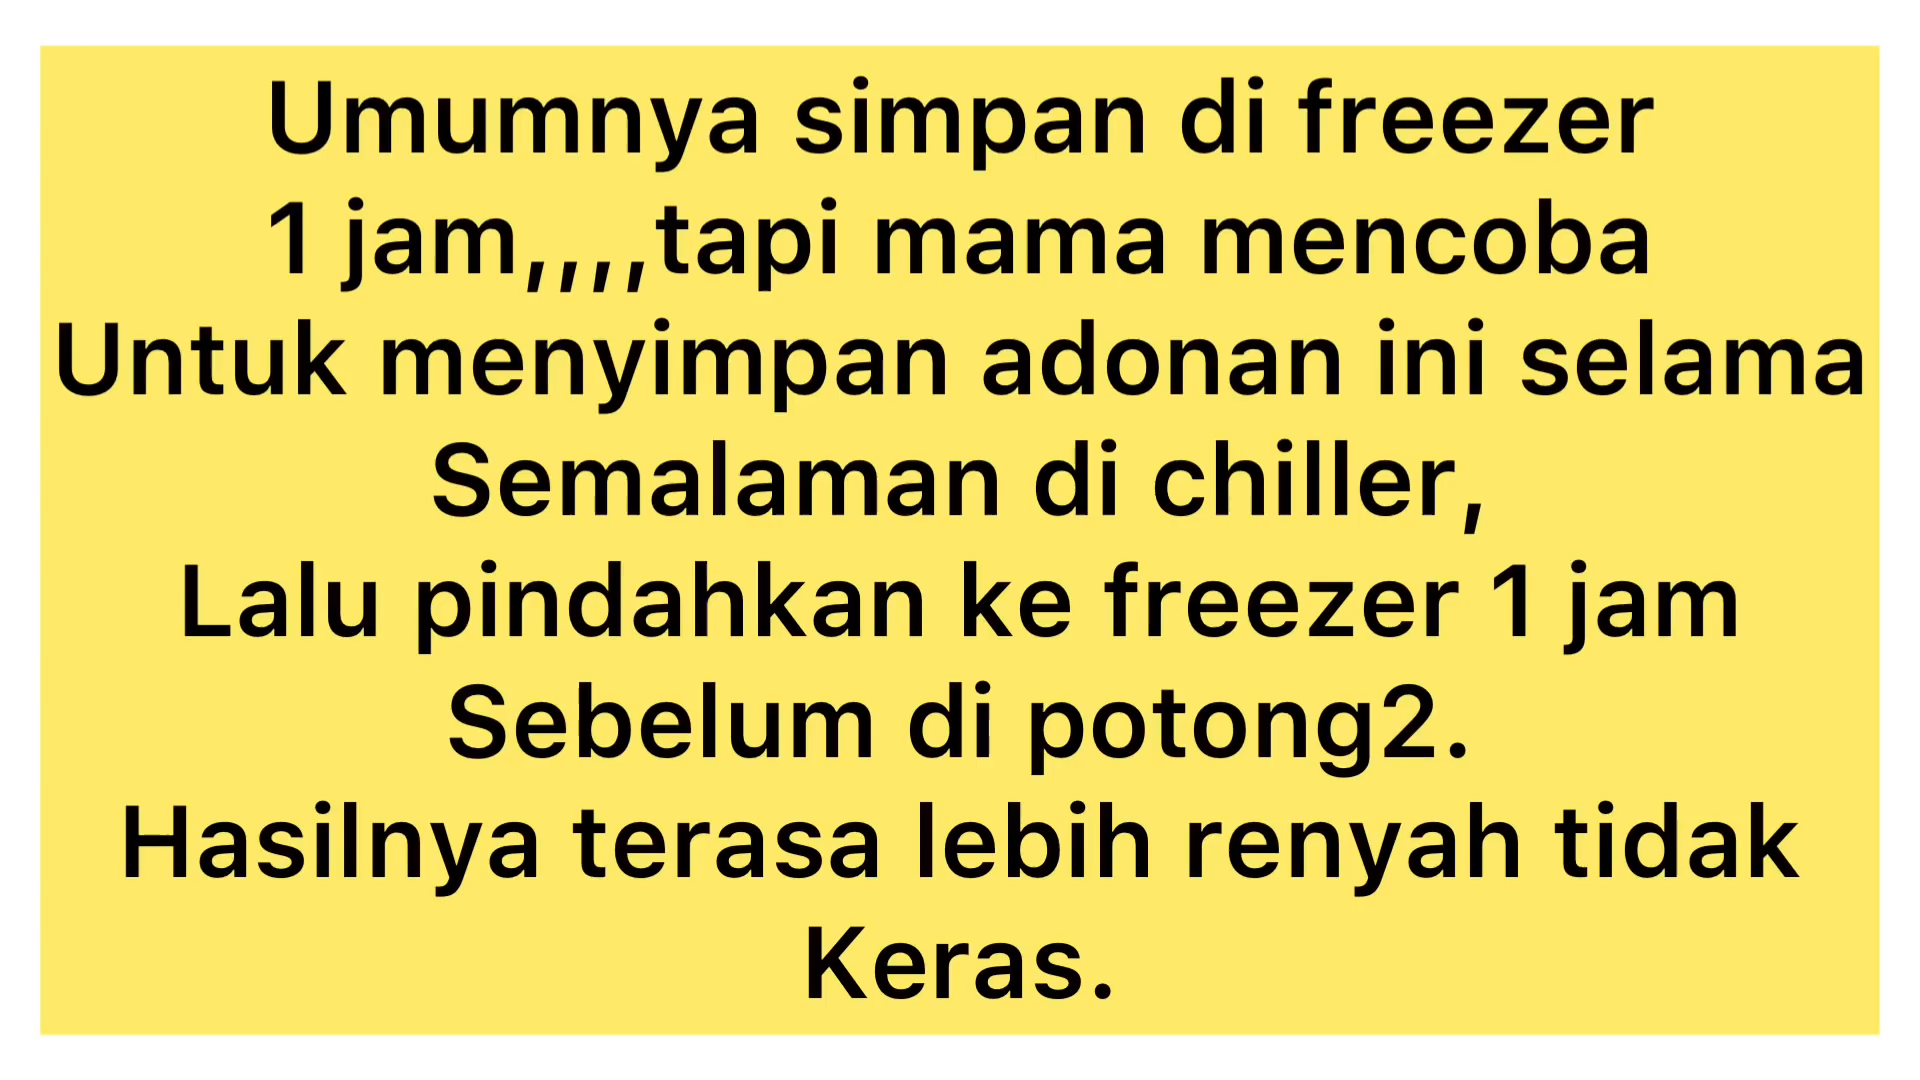 Umumnya simpan di freezer
1 jam,,,,tapi mama mencoba
Untuk menyimpan adonan ini selama
Semalaman di chiller,
Lalu pindahkan ke freezer 1 jam
Sebelum di potong2.
Hasilnya terasa lebih renyah tidak
Keras.